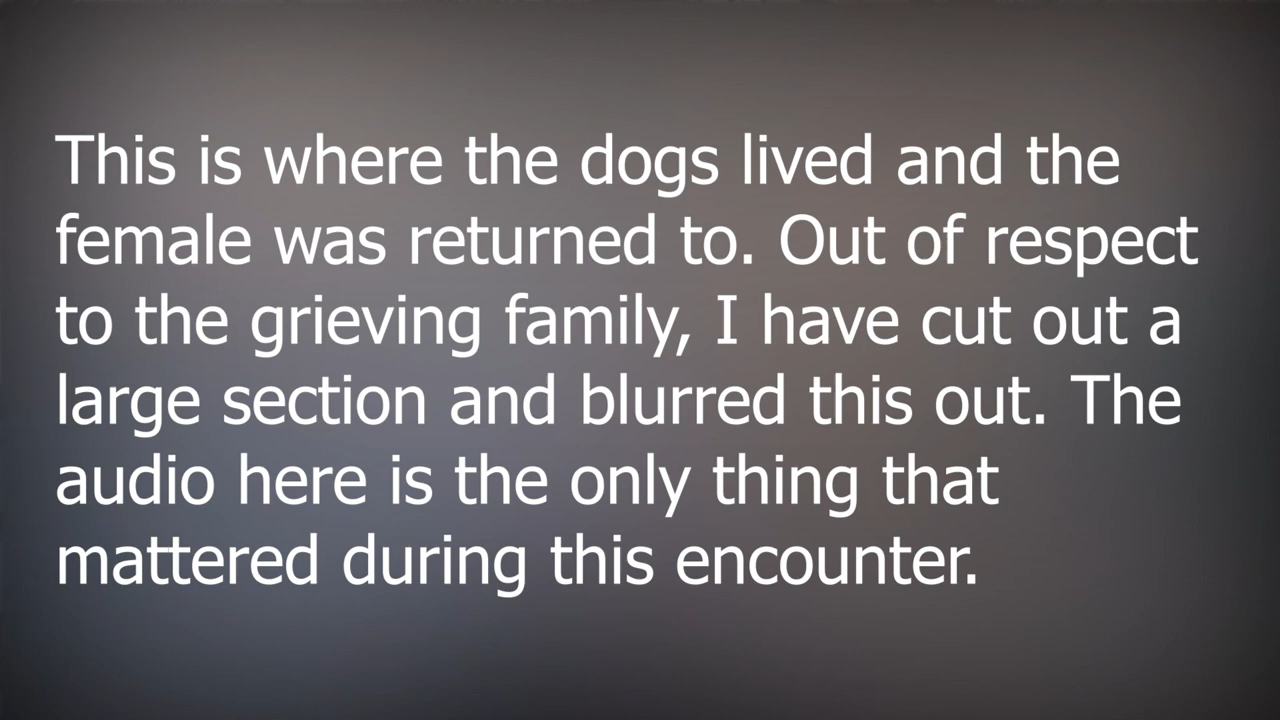 This is where the dogs lived and the
female was returned to. Out of respect
to the grieving family, I have cut out a
large section and blurred this out. The
audio here is the only thing that
mattered during this encounter.